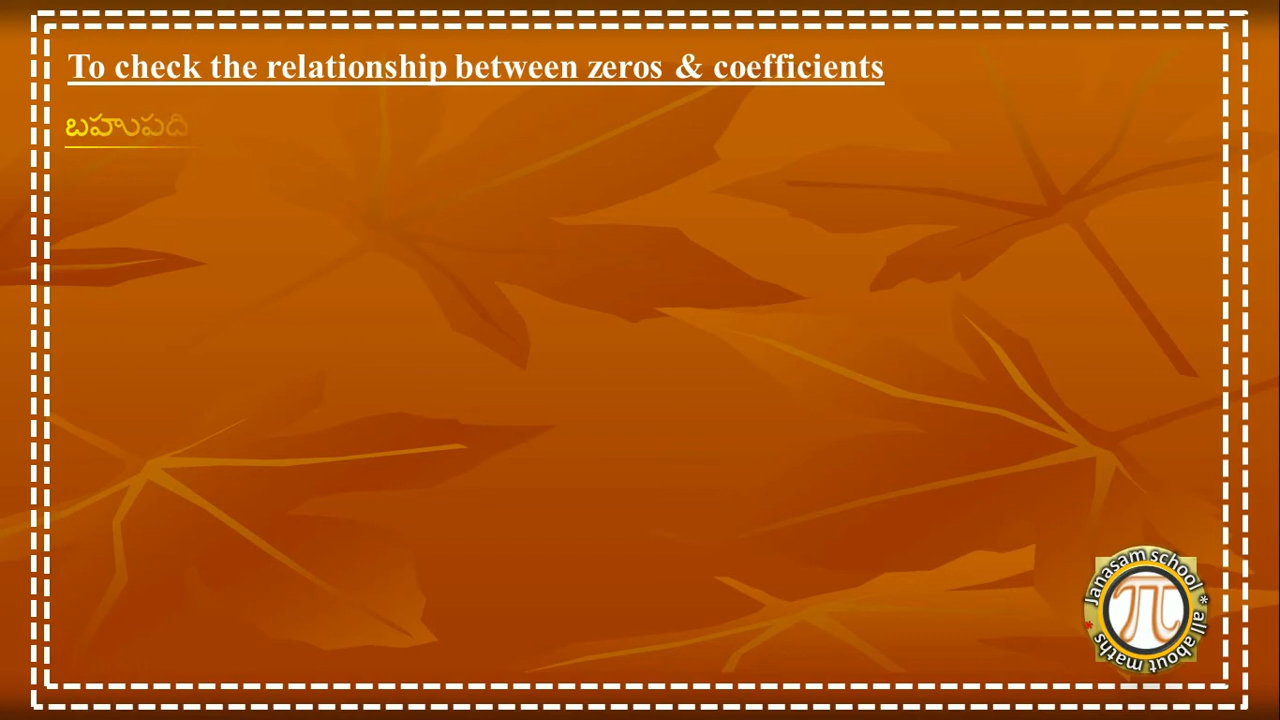 To check the relationship between zeros & coefficients
బహుపది
Janasam school * all about maths *
π